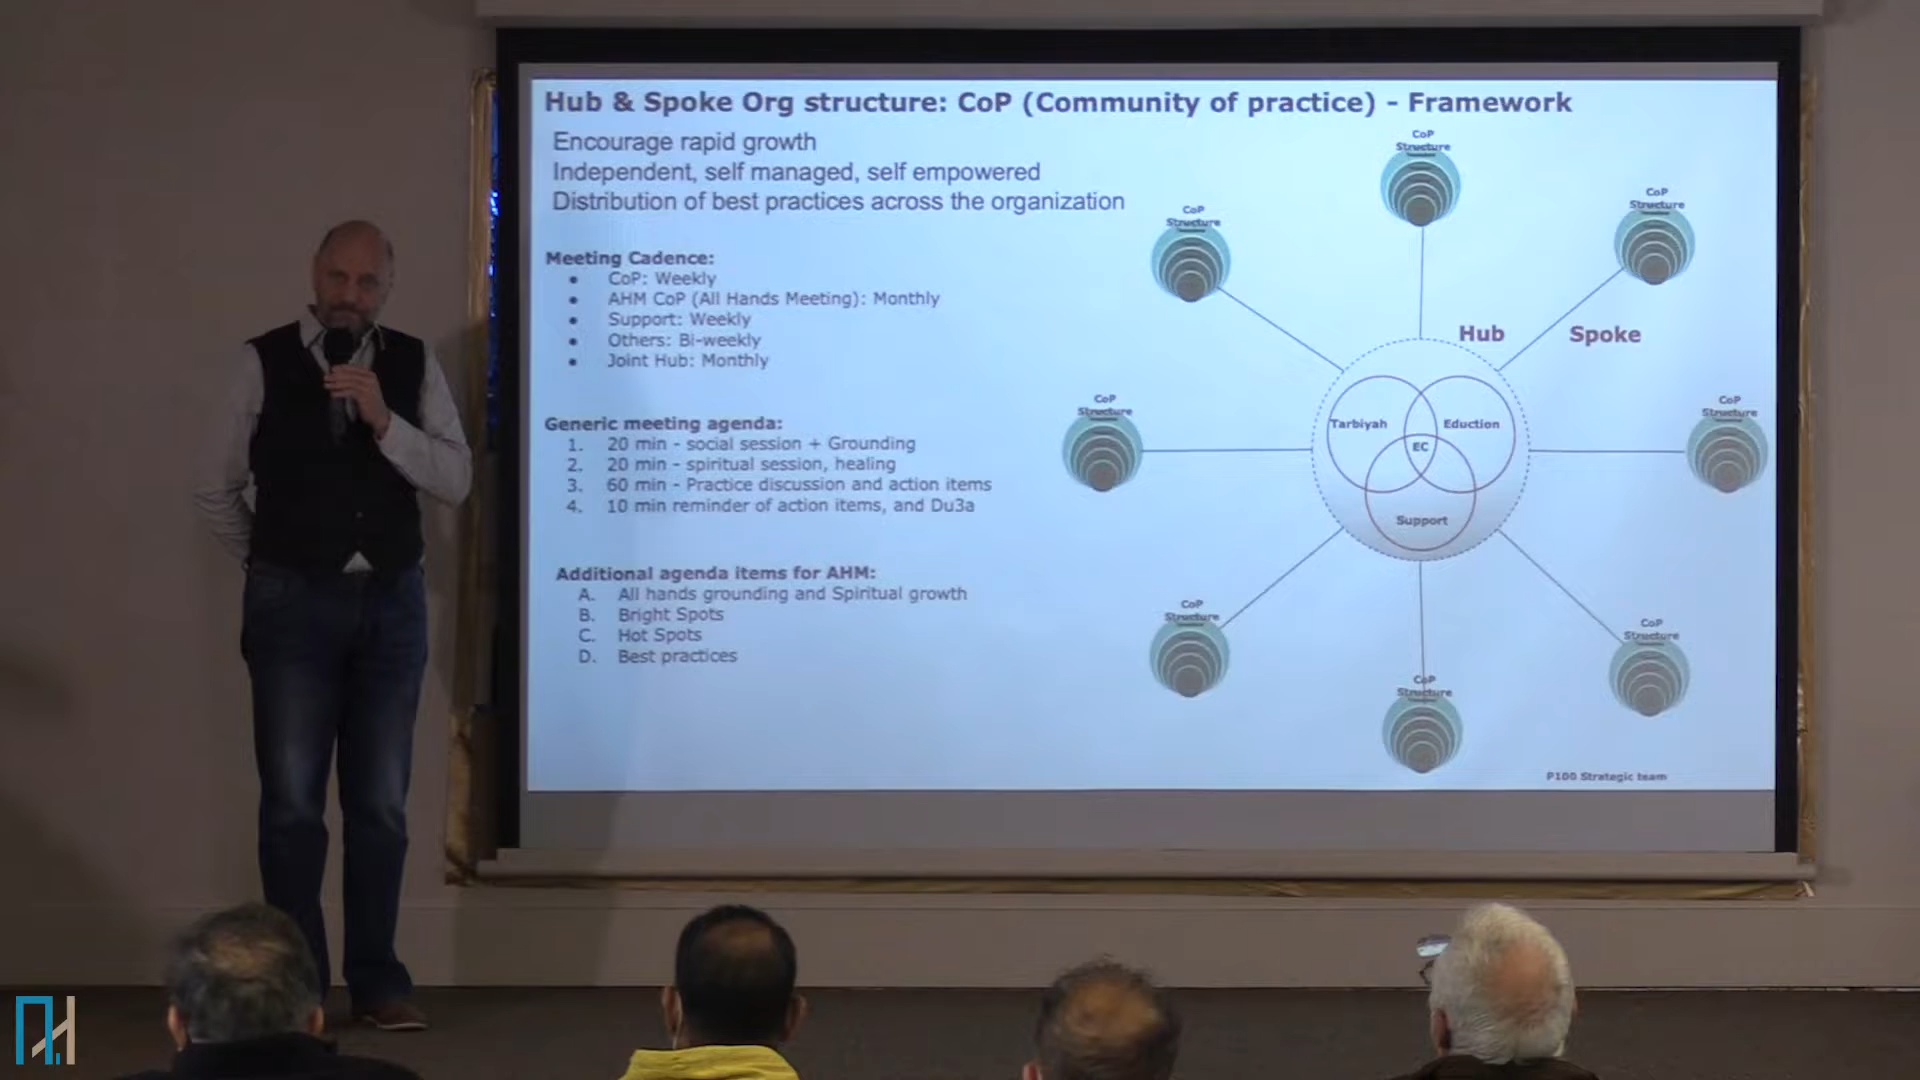 Hub & Spoke Org structure: CoP (Community of practice) - Framework
Encourage rapid growth
Independent, self managed, self empowered
Distribution of best practices across the organization
Meeting Cadence:
• CoP: Weekly
• AHM CoP (All Hands Meeting): Monthly
• Support: Weekly
• Others: Bi-weekly
• Joint Hub: Monthly
Generic meeting agenda:
1. 20 min - social session + Grounding
2. 20 min - spiritual session, healing
3. 60 min - Practice discussion and action items
4. 10 min reminder of action items, and Du3a
Additional agenda items for AHM:
A. All hands grounding and Spiritual growth
B. Bright Spots
C. Hot Spots
D. Best practices
CoP
Structure
CoP
Structure
CoP
Structure
Hub
Spoke
CoP
Structure
CoP
Structure
Tarbiyah
Eduction
EC
Support
CoP
Structure
CoP
Structure
CoP
Structure
P100 Strategic team